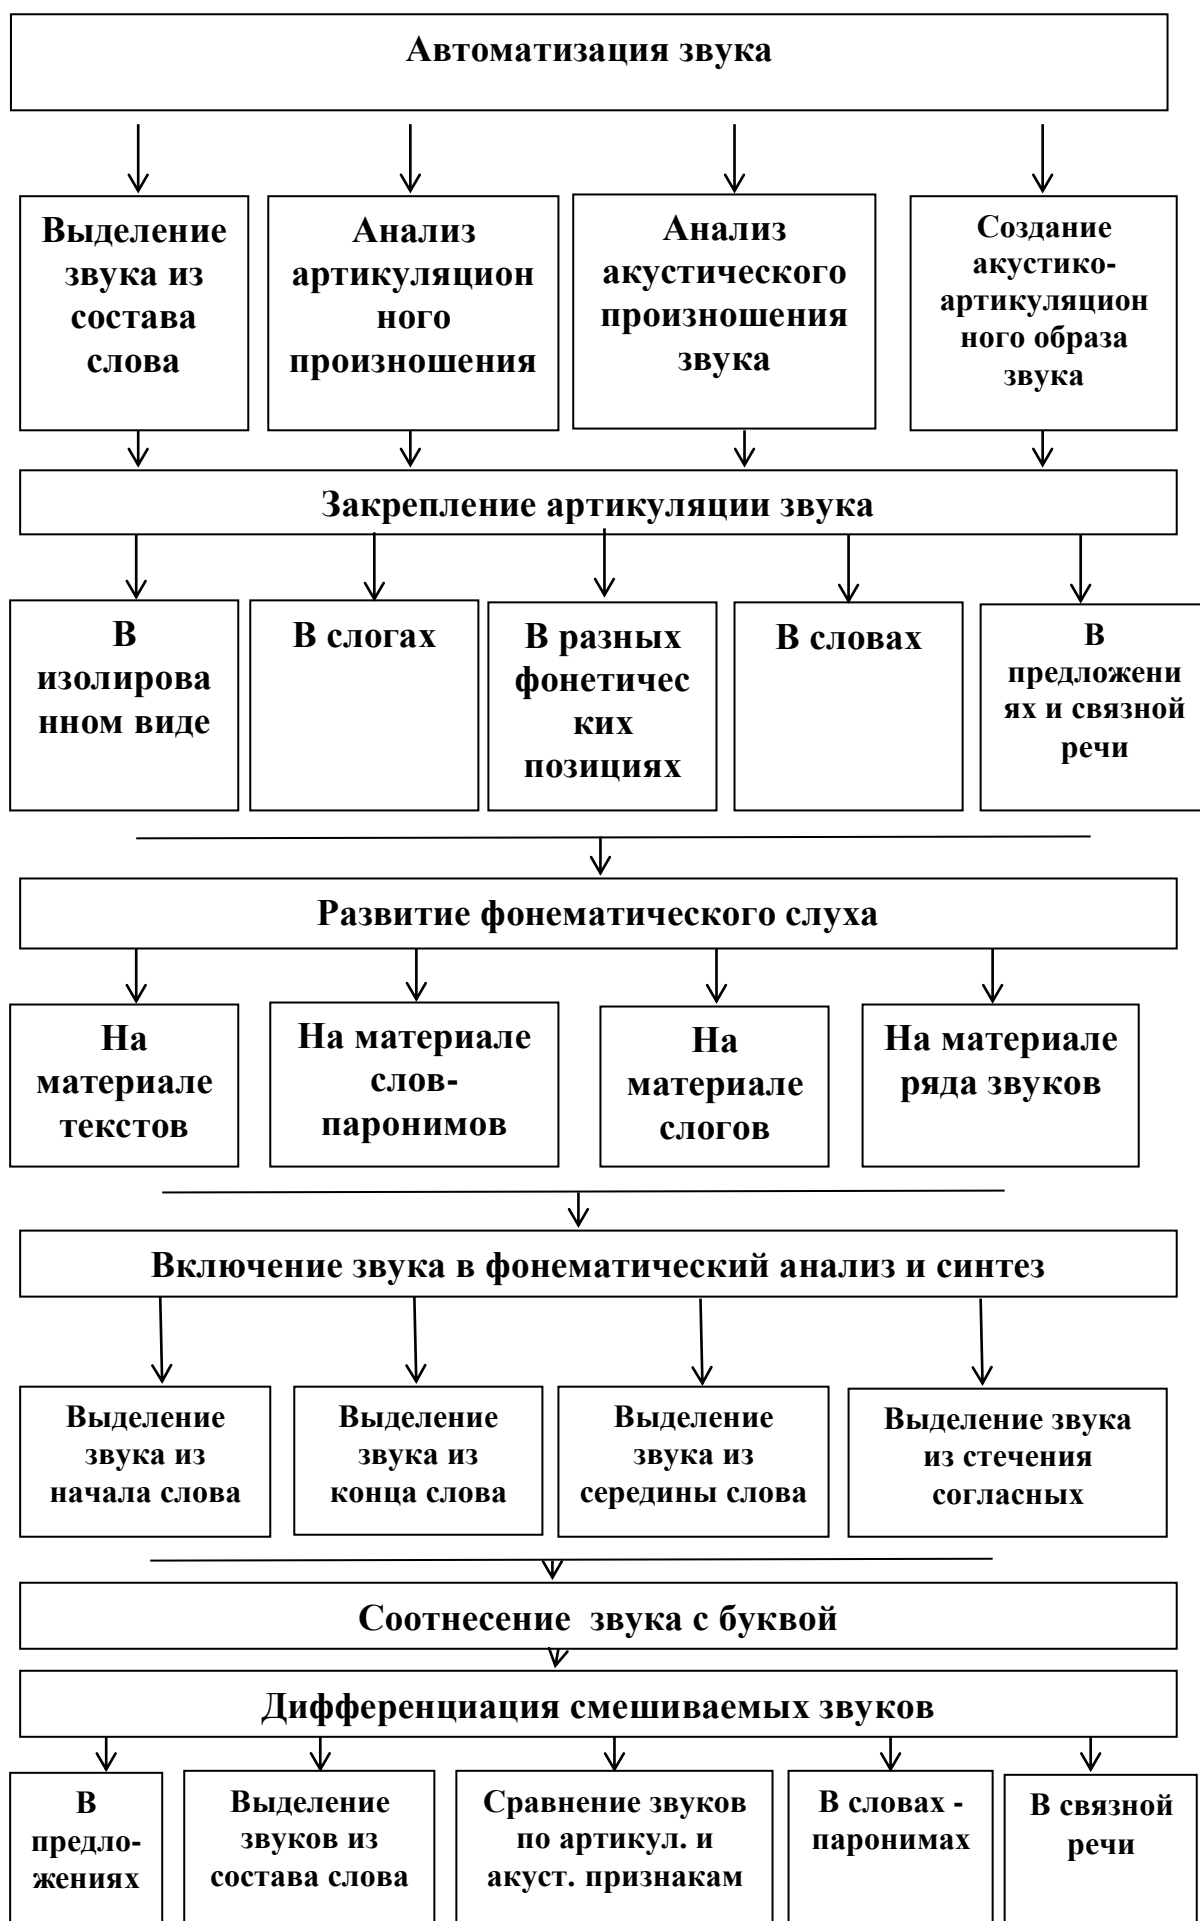 Автоматизация звука
Выделение
звука из
состава
слова
Анализ
артикуляцион
ного
произношения
Анализ
акустического
произношения
звука
Создание
акустико-
артикуляцион
ного образа
звука
Закрепление артикуляции звука
В
изолирова
нном виде
В слогах
В разных
фонетичес
ких
позициях
В словах
В
предложени
ях и связной
речи
Развитие фонематического слуха
На
материале
текстов
На материале
слов-
паронимов
На
материале
слогов
На материале
ряда звуков
Включение звука в фонематический анализ и синтез
Выделение
звука из
начала слова
Выделение
звука из
конца слова
Выделение
звука из
середины слова
Выделение звука
из стечения
согласных
Соотнесение звука с буквой
Дифференциация смешиваемых звуков
В
предло-
жениях
Выделение
звуков из
состава слова
Сравнение звуков
по артикул. и
акуст. признакам
В словах -
паронимах
В связной
речи